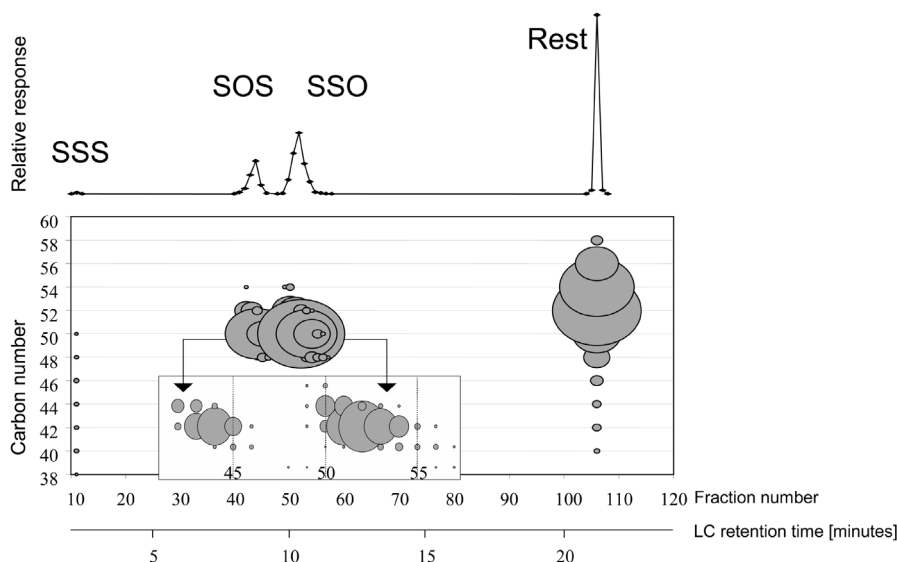 Rest
SOS SSO
SSS
Relative response
60
58
56
54
52
50
48
46
44
42
40
38
Carbon number
45 50 55
10 20 30 40 50 60 70 80 90 100 110 120 Fraction number
LC retention time [minutes]
5 10 15 20